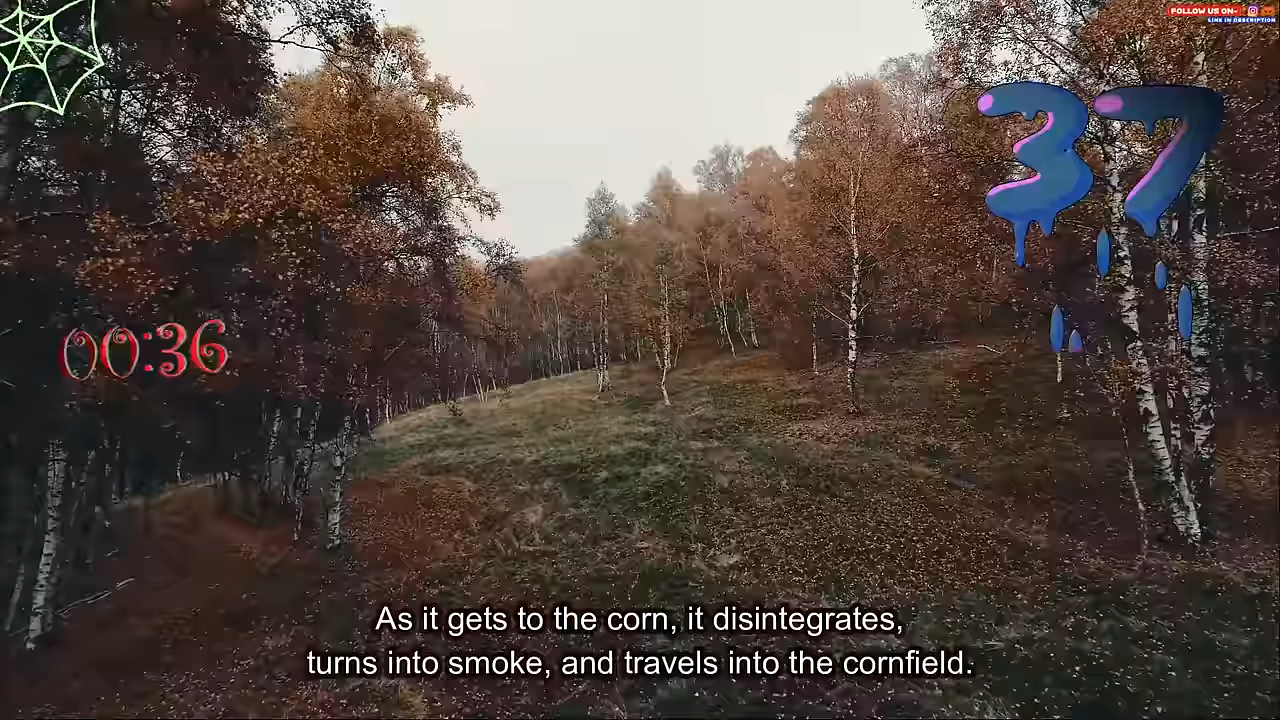 FOLLOW US ON-
LINK IN DESCRIPTION
37
00:36
As it gets to the corn, it disintegrates,
turns into smoke, and travels into the cornfield.